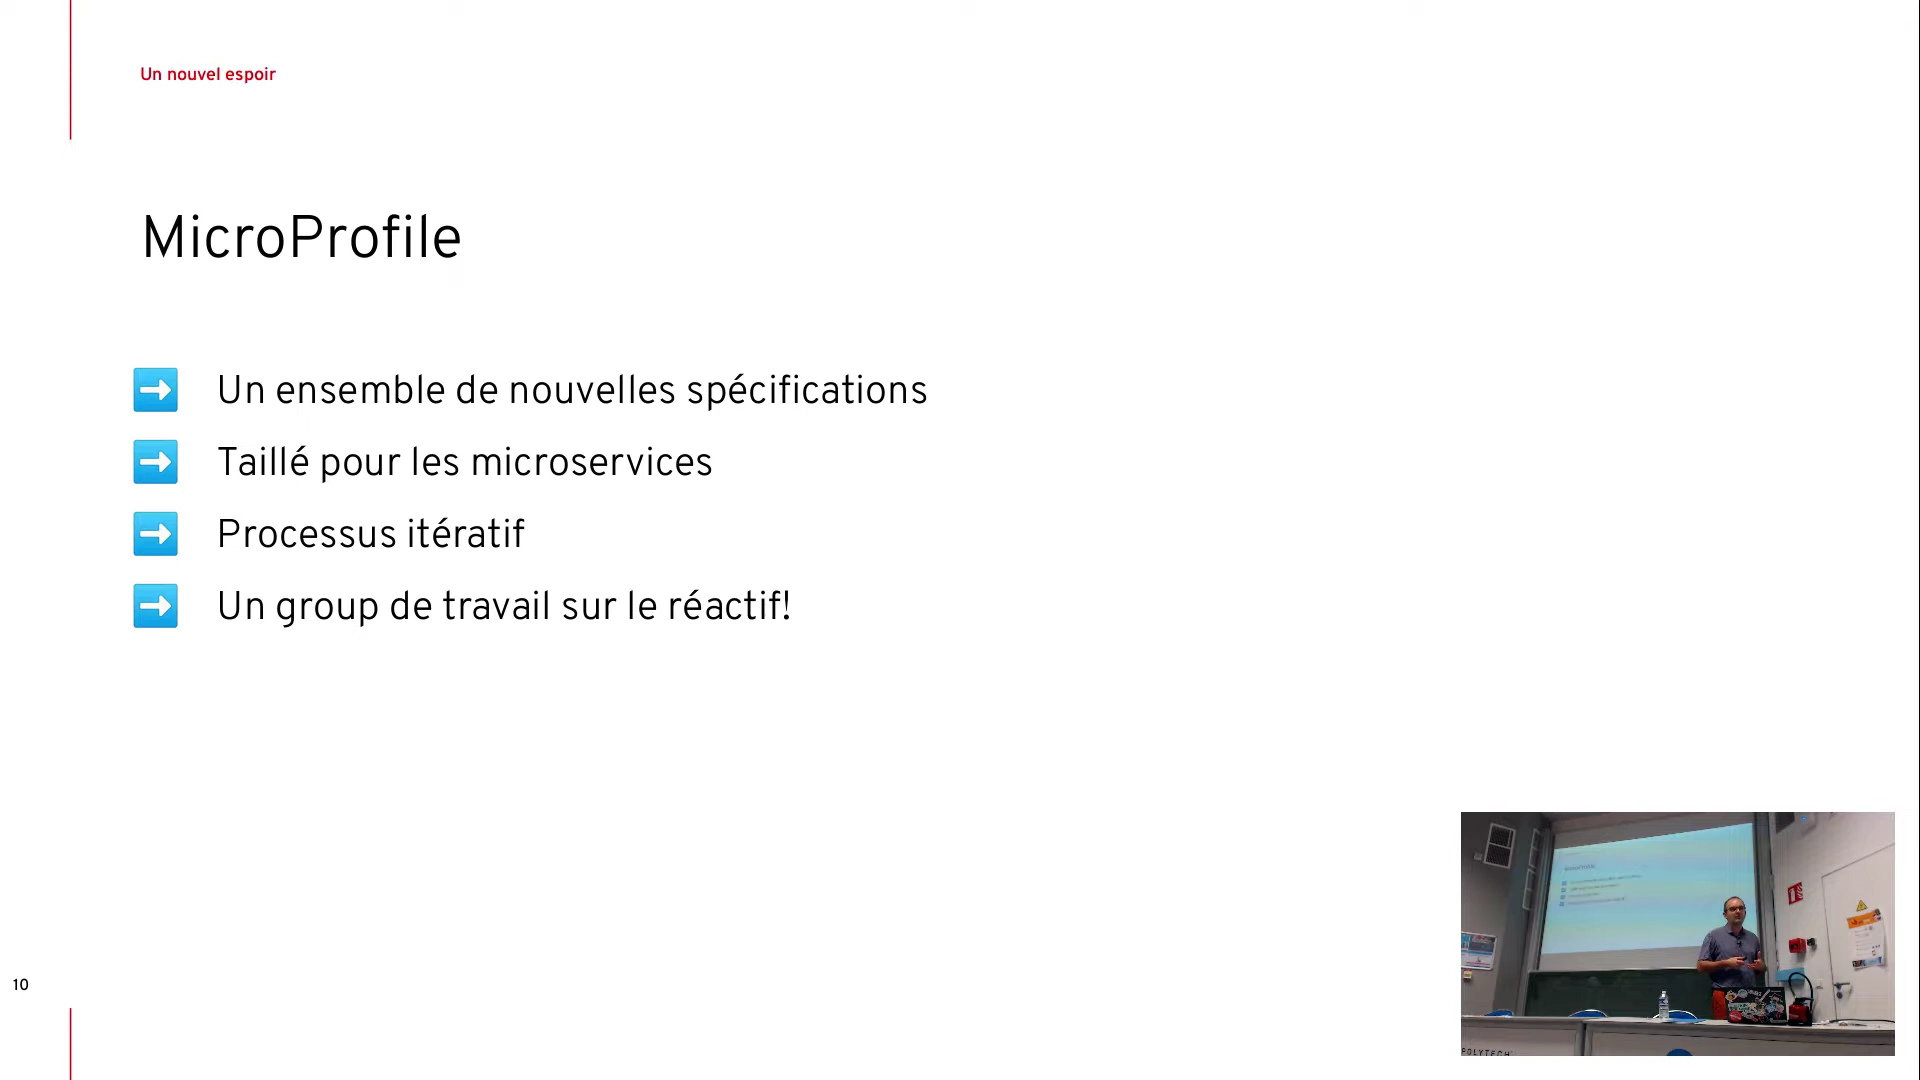 Un nouvel espoir
MicroProfile
Un ensemble de nouvelles spécifications
Taillé pour les microservices
Processus itératif
Un group de travail sur le réactif!
10
POLYTECH